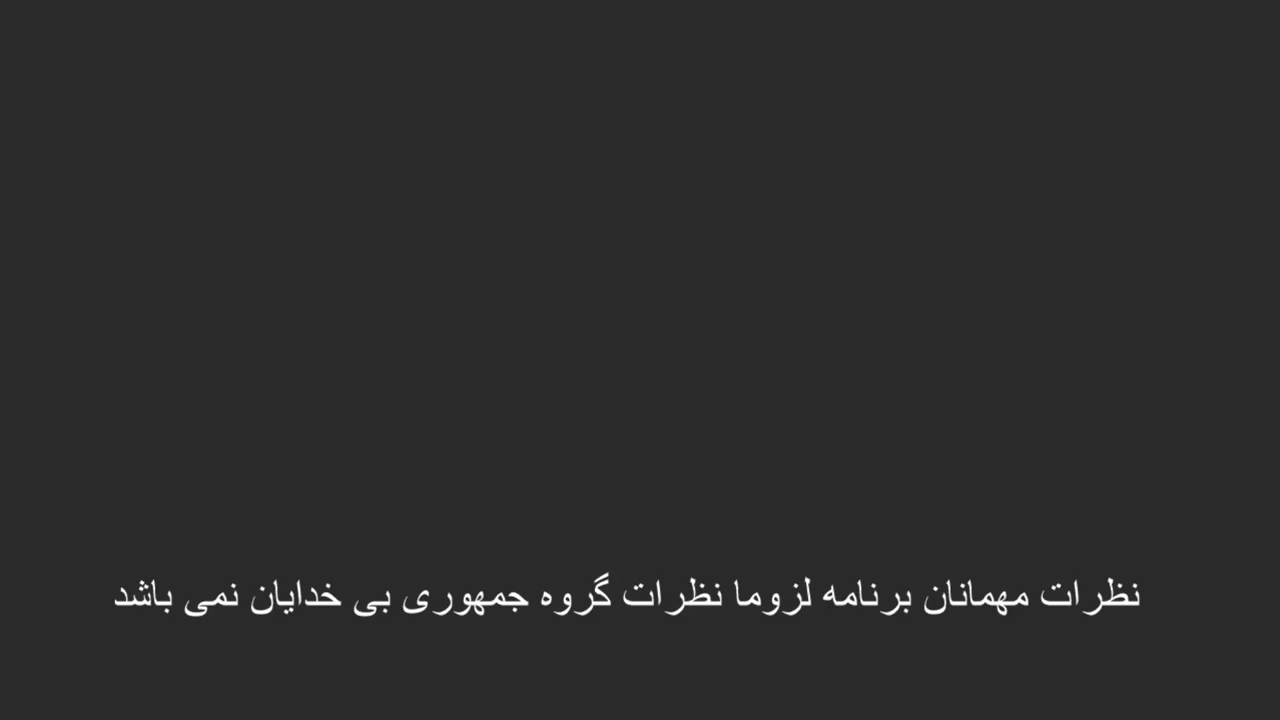 نظرات مهمانان برنامه لزوما نظرات گروه جمهوری بی خدایان نمی باشد